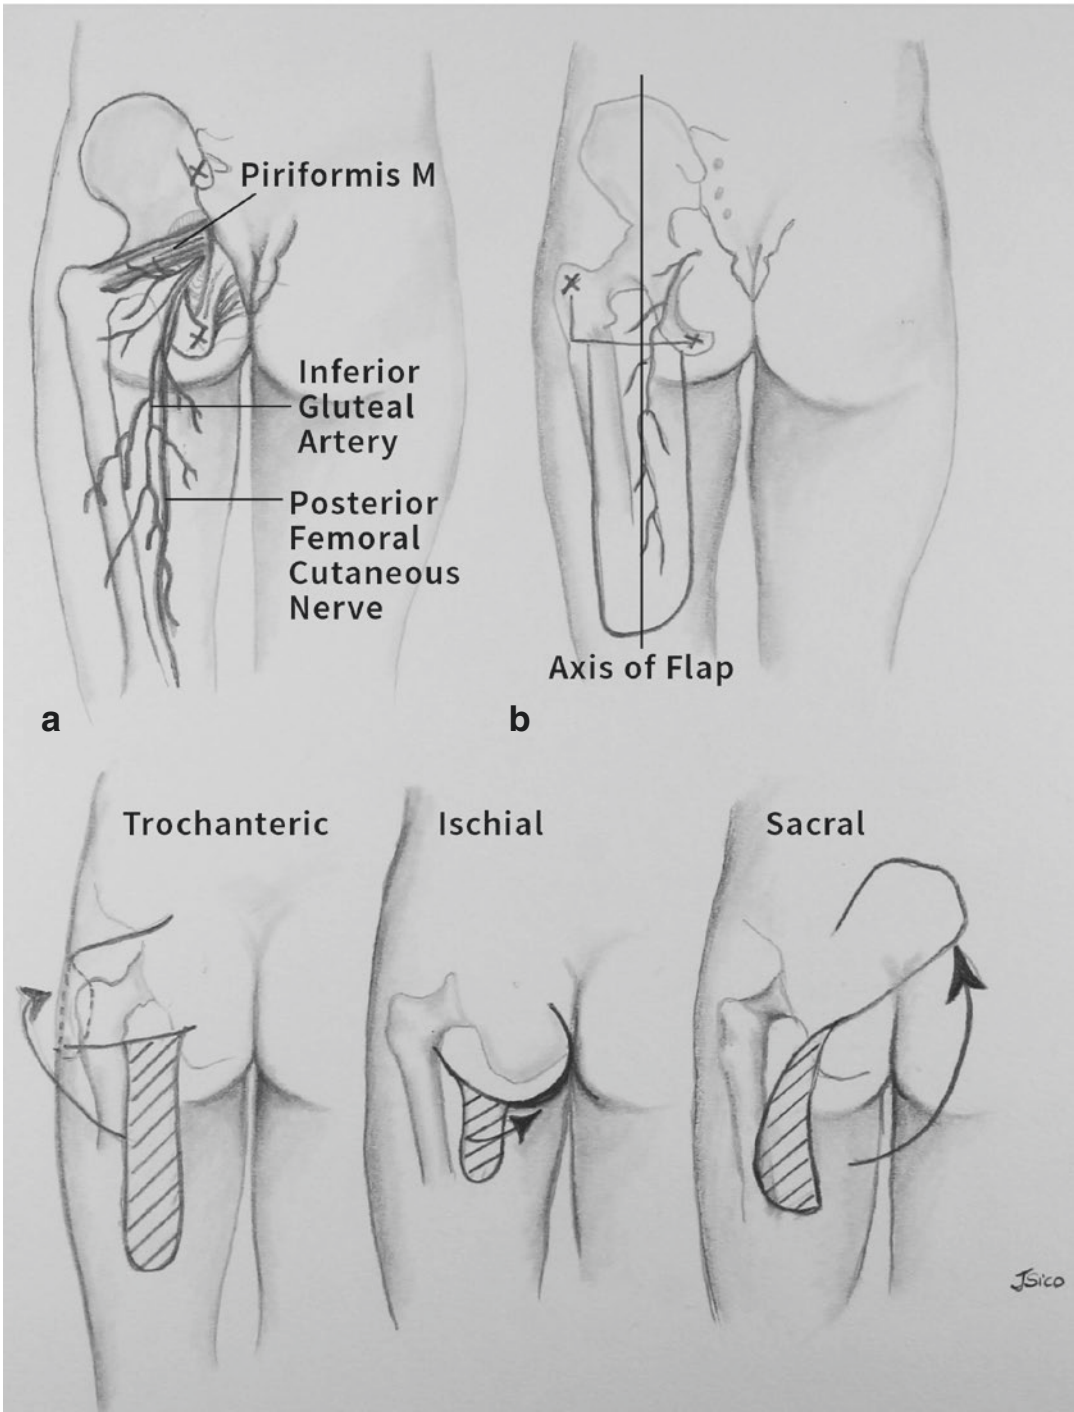 Piriformis M
Inferior
Gluteal
Artery
Posterior
Femoral
Cutaneous
Nerve
Axis of Flap
a
b
Trochanteric
Ischial
Sacral
JSico